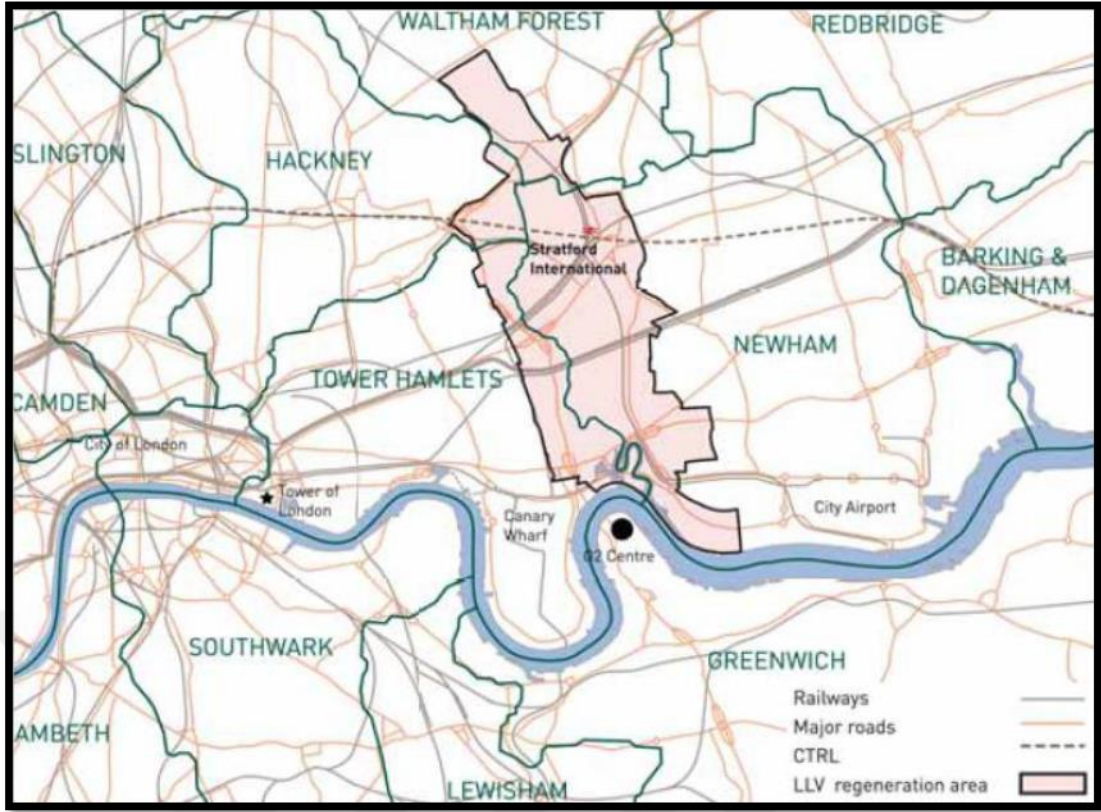 WALTHAM FOREST
REDBRIDGE
SLINGTON
HACKNEY
Stratford
International
BARKING &
DAGENHAM
NEWHAM
TOWER HAMLETS
CAMDEN
City of London
Tower of
London
Canary
Wharf
City Airport
O2 Centre
SOUTHWARK
GREENWICH
AMBETH
LEWISHAM
Railways
Major roads
CTRL
LLV regeneration area